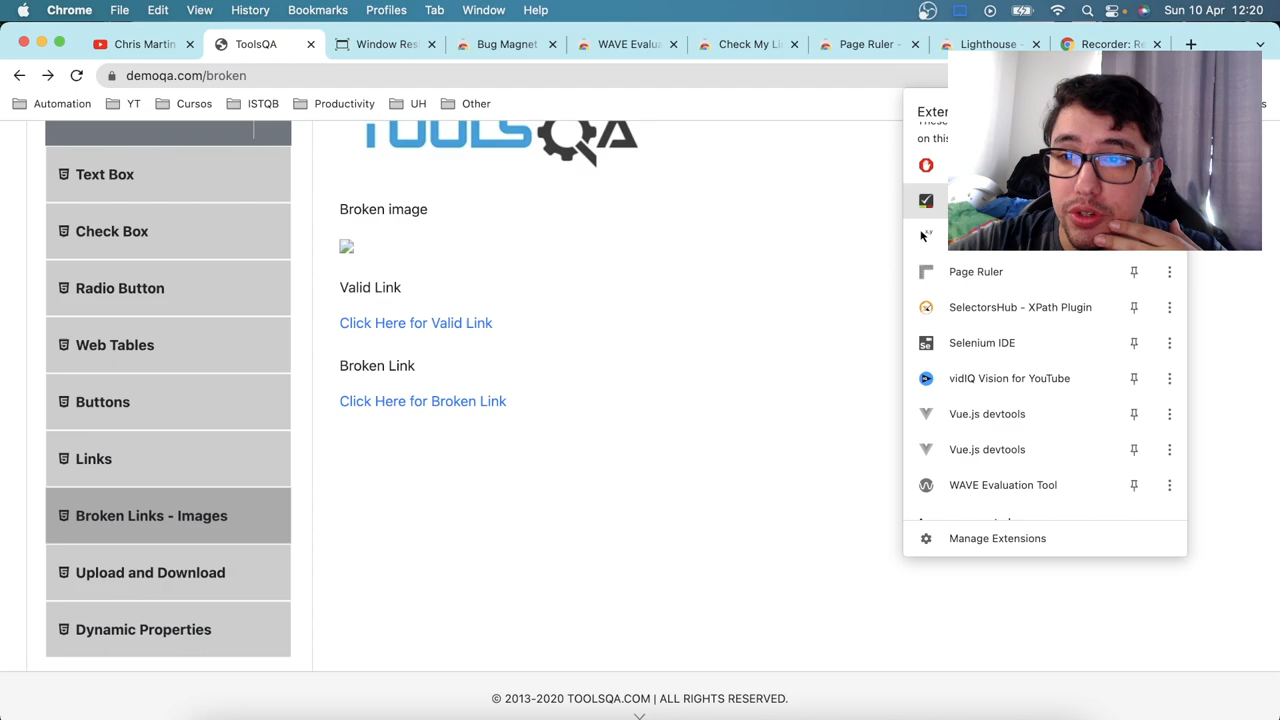 Chrome File Edit View History Bookmarks Profiles Tab Window Help Sun 10 Apr 12:20
Chris Martin ToolsQA Window Res Bug Magnet WAVE Evalua Check My Li Page Ruler - Lighthouse - Recorder: Re
demoqa.com/broken
Automation YT Cursos ISTQB Productivity UH Other
TOOLSQA
Exten
on this
Text Box
Check Box
Radio Button
Web Tables
Buttons
Links
Broken Links - Images
Upload and Download
Dynamic Properties
Broken image
Valid Link
Click Here for Valid Link
Broken Link
Click Here for Broken Link
x,y
Page Ruler
SelectorsHub - XPath Plugin
Se
Selenium IDE
vidIQ Vision for YouTube
Vue.js devtools
Vue.js devtools
WAVE Evaluation Tool
Manage Extensions
© 2013-2020 TOOLSQA.COM | ALL RIGHTS RESERVED.